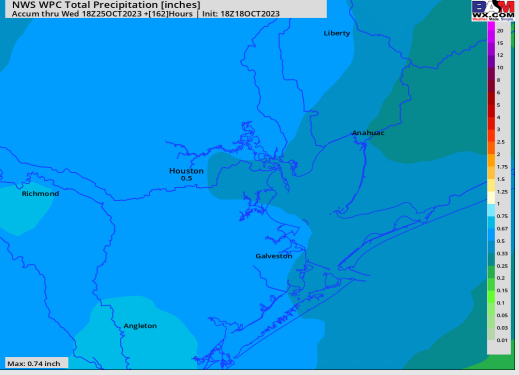 NWS WPC Total Precipitation [inches]
Accum thru Wed 18Z25OCT2023 +[162]Hours | Init: 18Z18OCT2023
BAM
WX.COM
Liberty
Anahuac
Houston
0.5
Richmond
Galveston
Angleton
Max: 0.74 inch
20
15
12
10
8
6
5
4
3
2.5
2
1.75
1.5
1.25
1
0.75
0.67
0.5
0.33
0.25
0.2
0.15
0.1
0.05
0.03
0.01